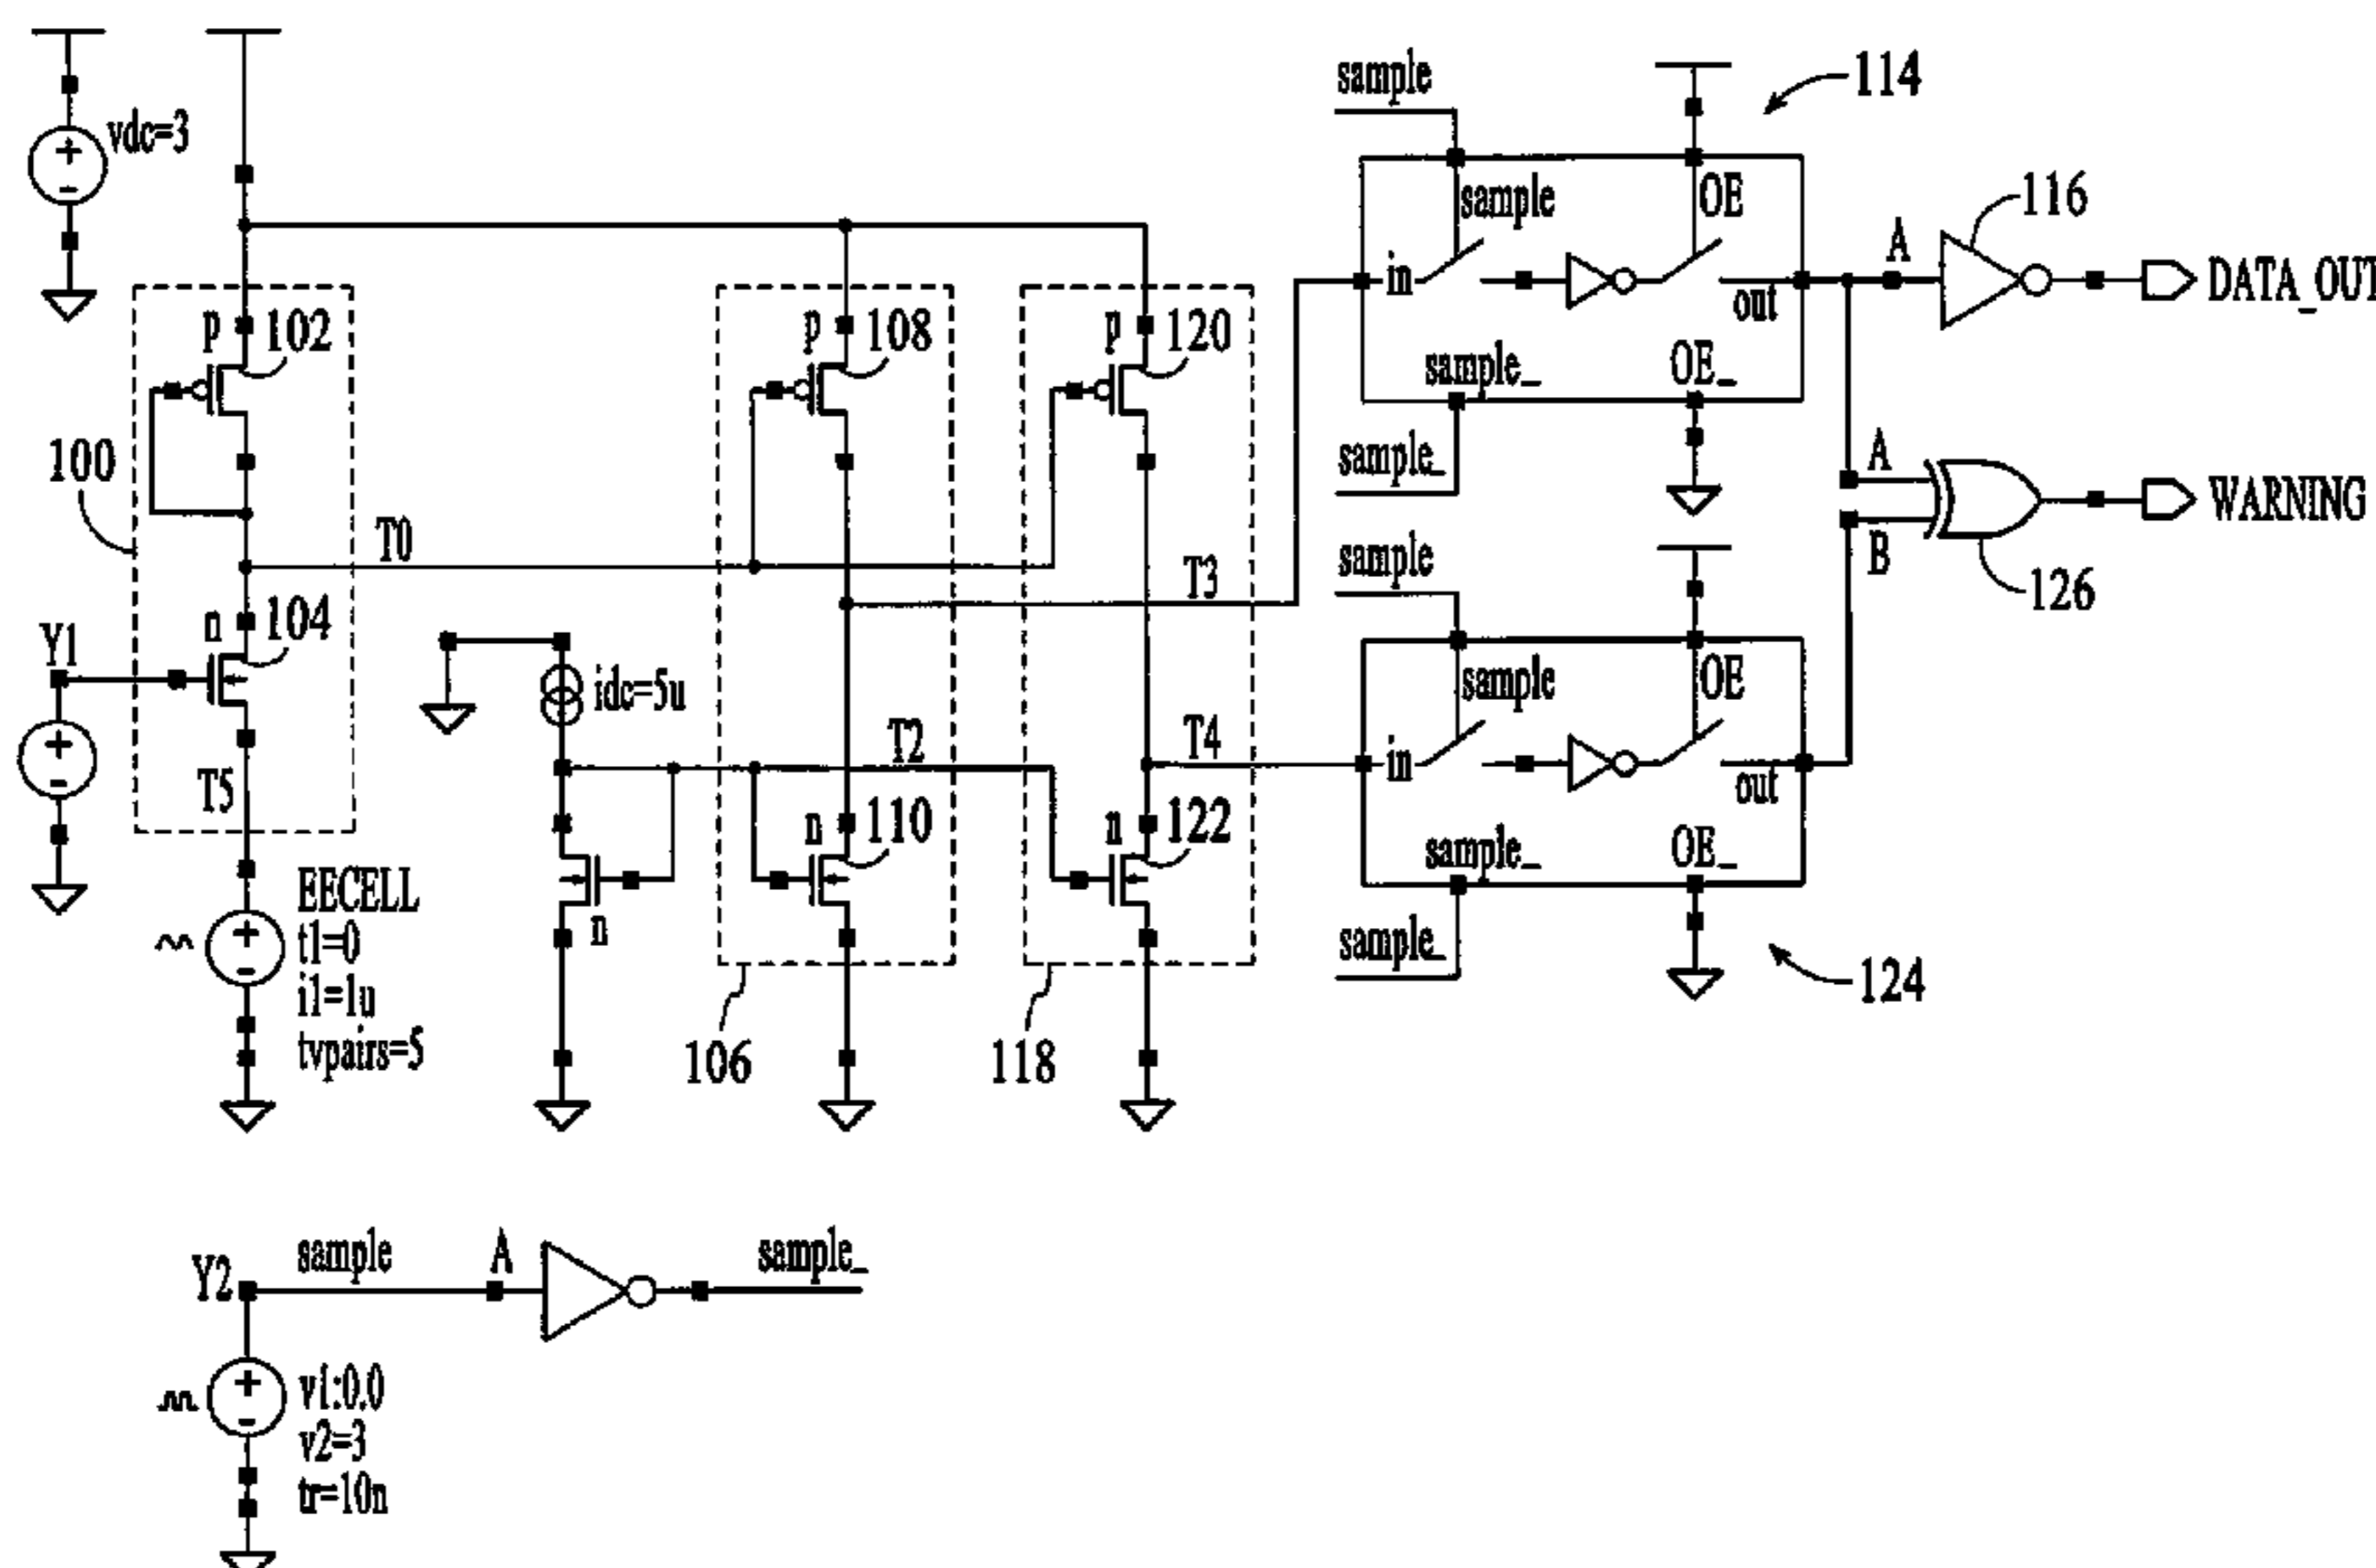 vdc=3
p
102
100
T0
n
104
Y1
T5
EECELL
t1=0
i1=1u
tvpairs=5
idc=5u
n
p
108
T2
n
110
106
p
120
T3
T4
n
122
118
sample
114
sample
OE
in
out
sample_
OE_
sample_
A
116
DATA_OUT
A
B
126
WARNING
sample
sample
OE
in
out
sample_
OE_
sample_
124
Y2
sample
A
sample_
v1:0.0
v2=3
tr=10n